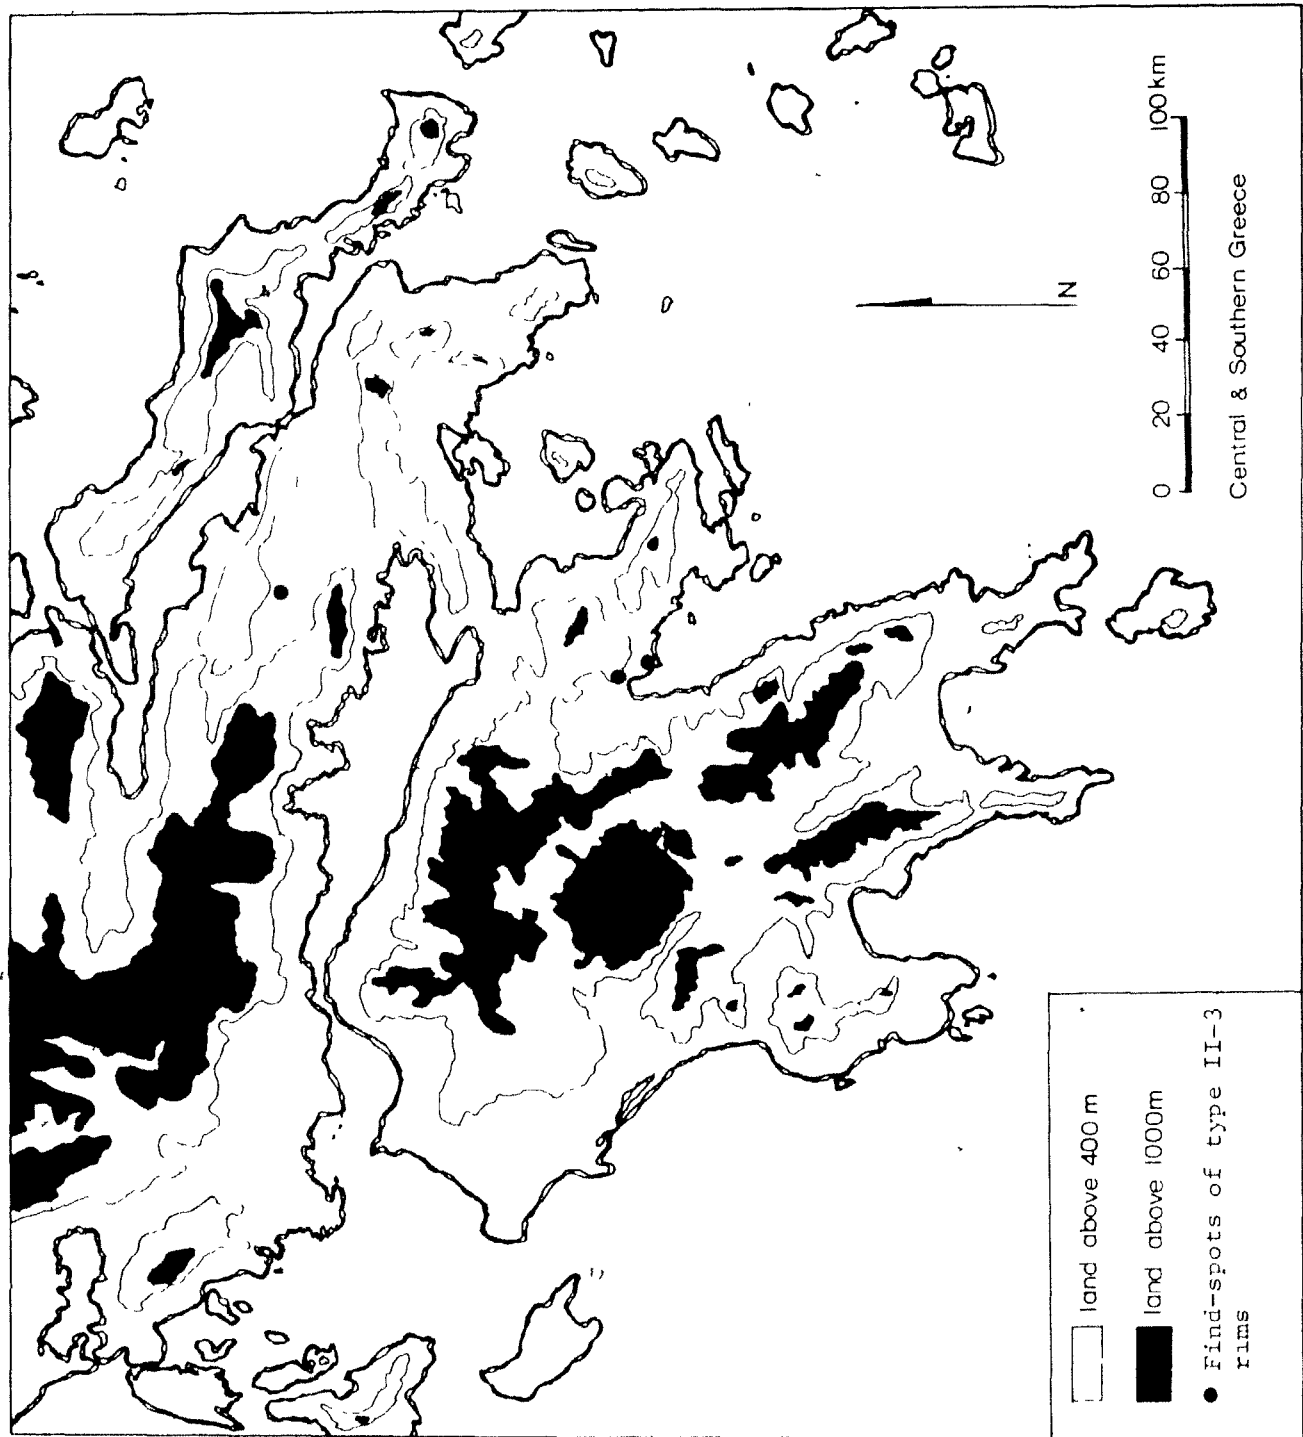 0 20 40 60 80 100km
Central & Southern Greece
N
land above 400 m
land above 1000m
Find-spots of type II-3
rims